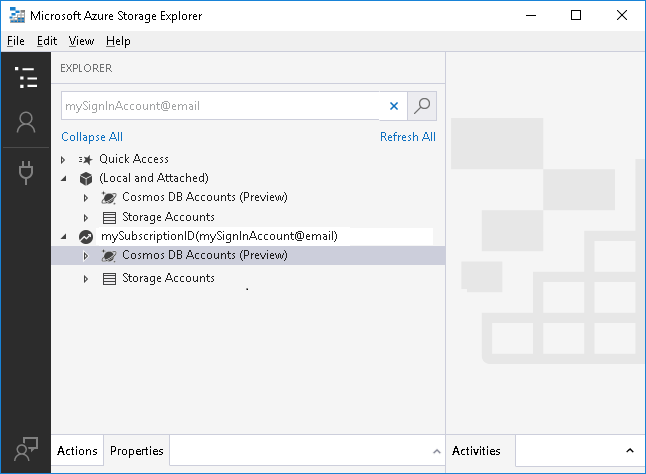 Microsoft Azure Storage Explorer
File Edit View Help
EXPLORER
mySignInAccount@email
Collapse All Refresh All
Quick Access
(Local and Attached)
Cosmos DB Accounts (Preview)
Storage Accounts
mySubscriptionID(mySignInAccount@email)
Cosmos DB Accounts (Preview)
Storage Accounts
Actions Properties Activities